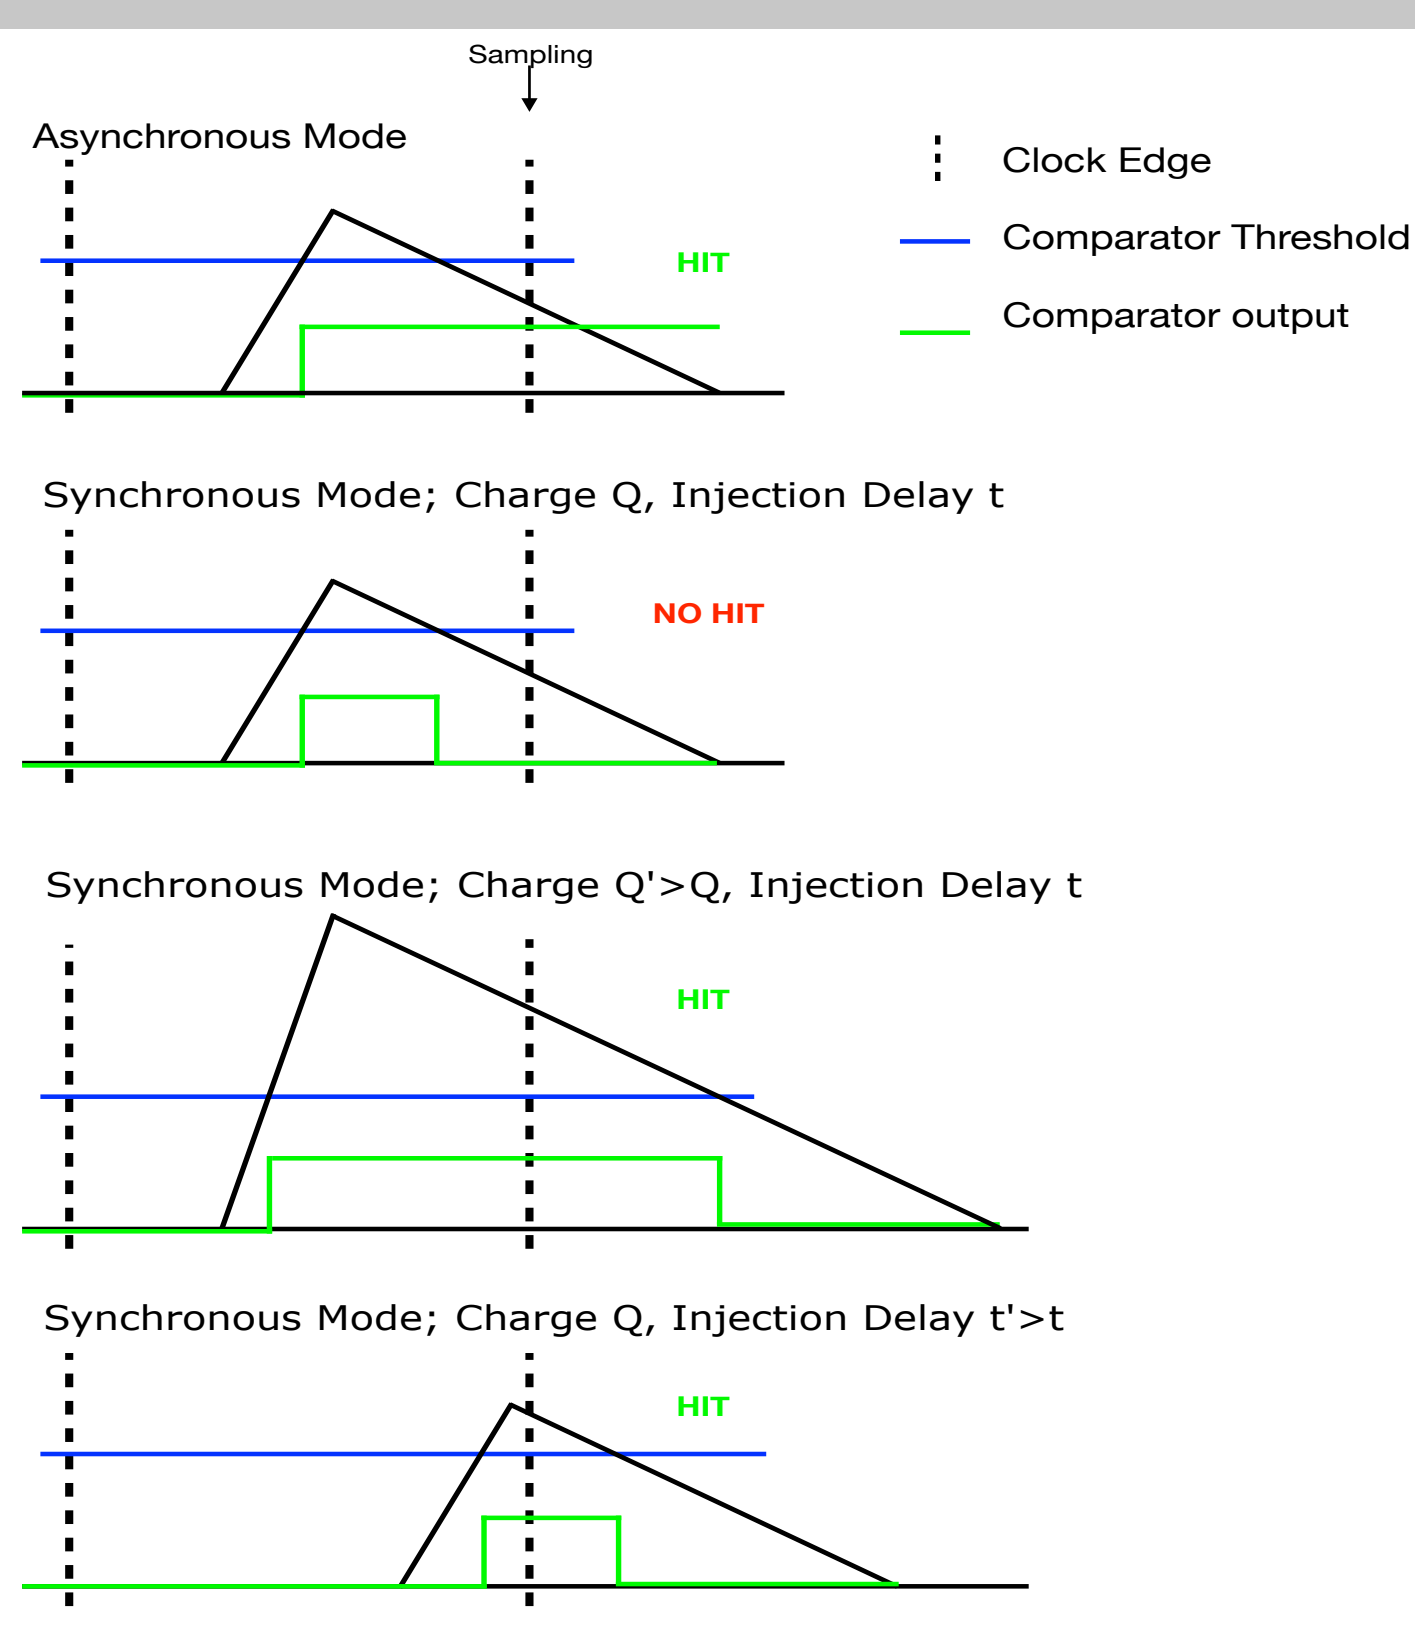 Sampling
Asynchronous Mode
Clock Edge
Comparator Threshold
HIT
Comparator output
Synchronous Mode; Charge Q, Injection Delay t
NO HIT
Synchronous Mode; Charge Q'>Q, Injection Delay t
HIT
Synchronous Mode; Charge Q, Injection Delay t'>t
HIT